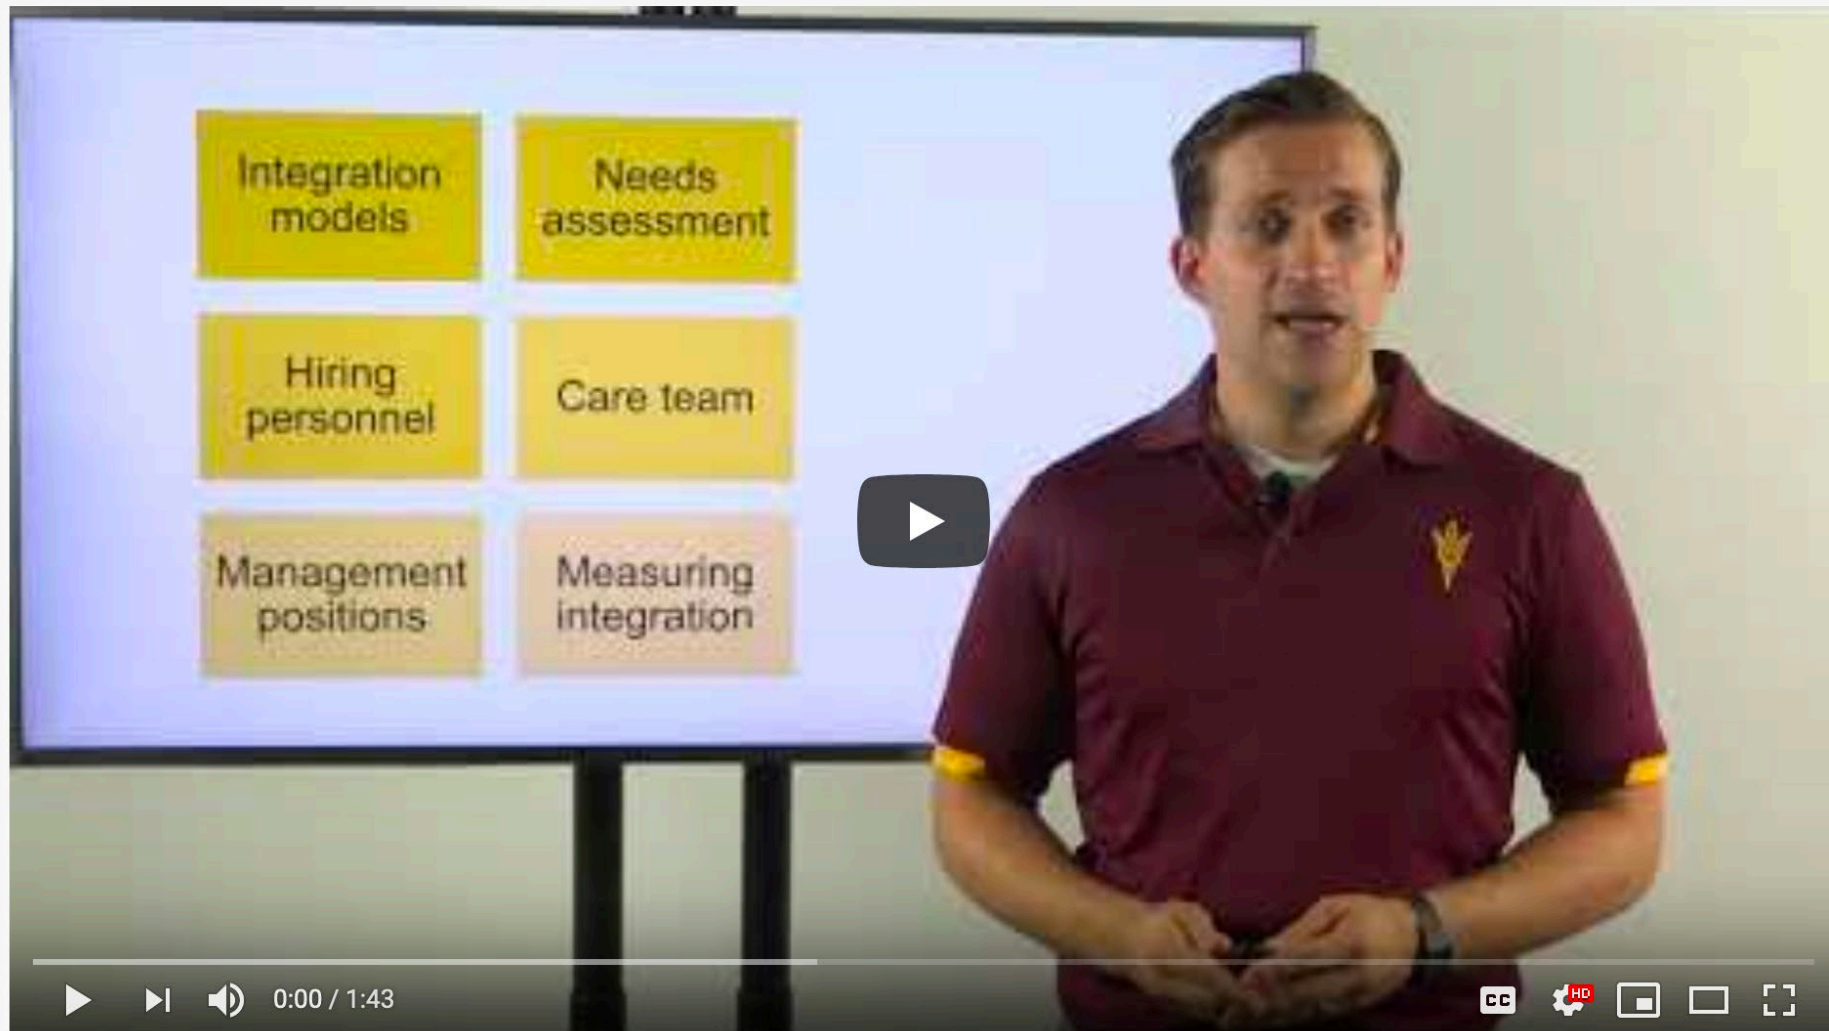 Integration
models
Needs
assessment
Hiring
personnel
Care team
Management
positions
Measuring
integration
0:00 / 1:43
CC
HD